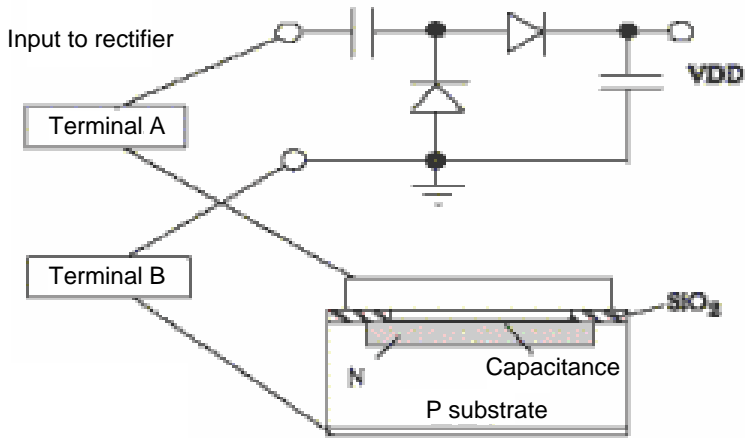 Input to rectifier
VDD
Terminal A
Terminal B
SiO₂
N
Capacitance
P substrate